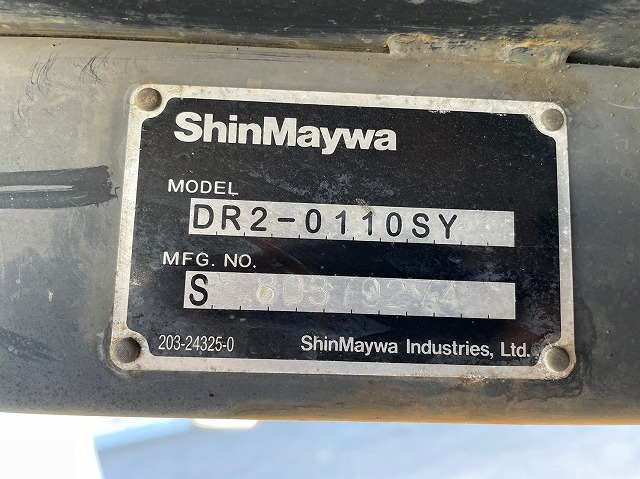 ShinMaywa
MODEL
DR2-0110SY
MFG. NO.
S
203-24325-0
ShinMaywa Industries, Ltd.